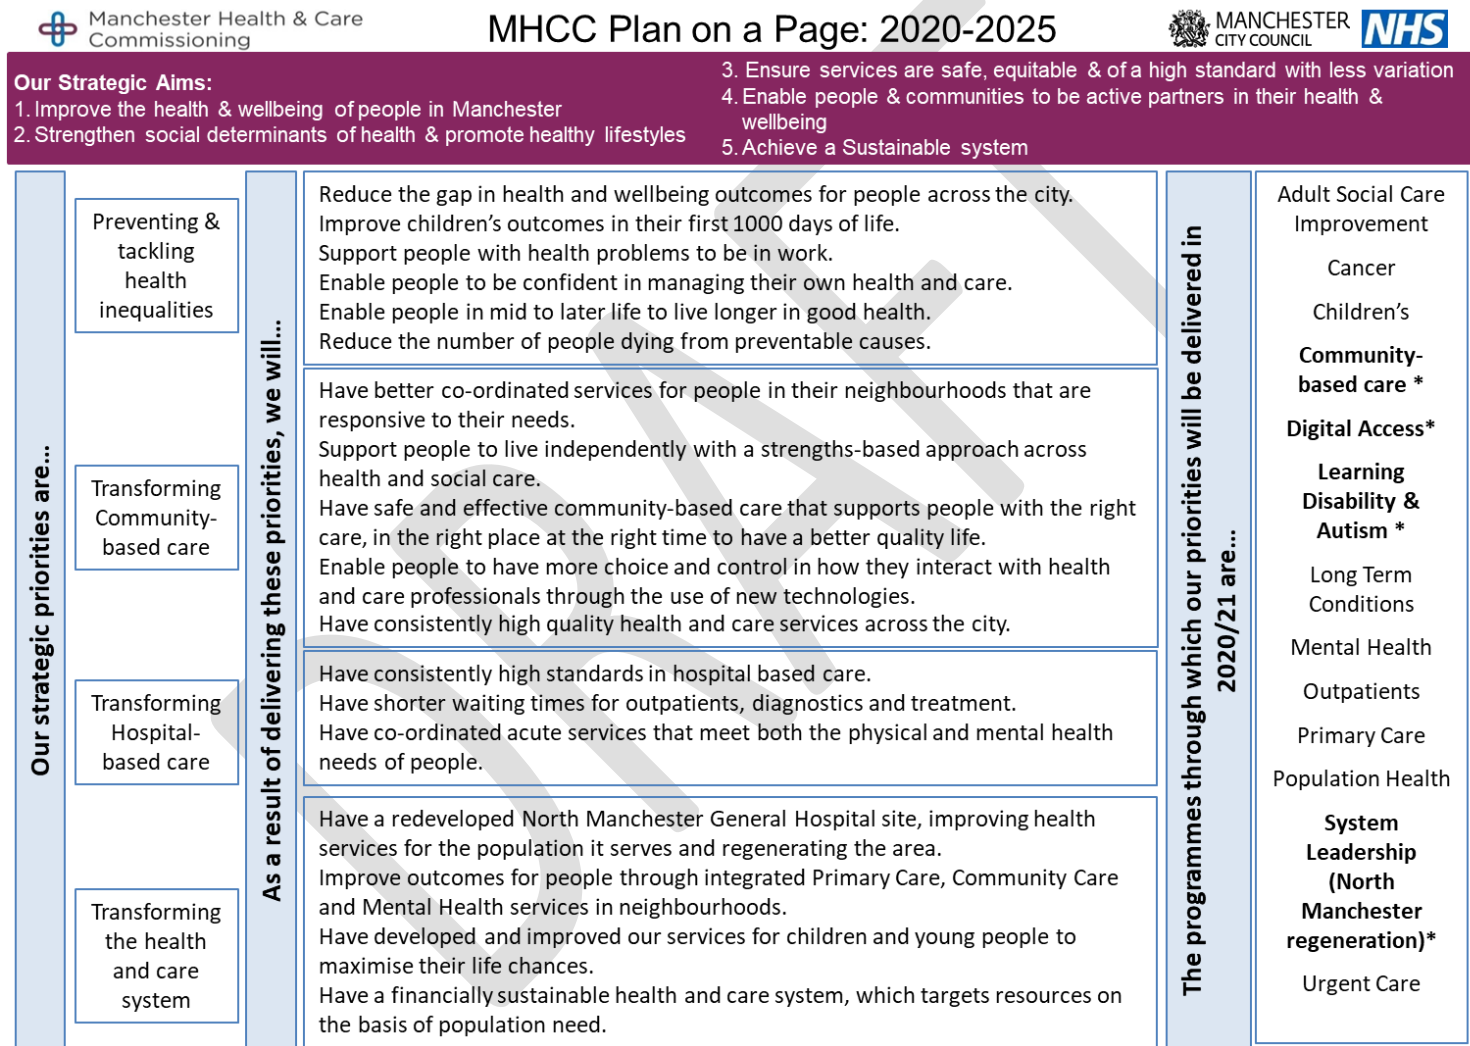 Manchester Health & Care
Commissioning
MHCC Plan on a Page: 2020-2025
MANCHESTER
CITY COUNCIL
NHS
Our Strategic Aims:
1. Improve the health & wellbeing of people in Manchester
2. Strengthen social determinants of health & promote healthy lifestyles
3. Ensure services are safe, equitable & of a high standard with less variation
4. Enable people & communities to be active partners in their health &
wellbeing
5. Achieve a Sustainable system
Our strategic priorities are...
Preventing &
tackling
health
inequalities
Transforming
Community-
based care
Transforming
Hospital-
based care
Transforming
the health
and care
system
As a result of delivering these priorities, we will...
Reduce the gap in health and wellbeing outcomes for people across the city.
Improve children's outcomes in their first 1000 days of life.
Support people with health problems to be in work.
Enable people to be confident in managing their own health and care.
Enable people in mid to later life to live longer in good health.
Reduce the number of people dying from preventable causes.
Have better co-ordinated services for people in their neighbourhoods that are
responsive to their needs.
Support people to live independently with a strengths-based approach across
health and social care.
Have safe and effective community-based care that supports people with the right
care, in the right place at the right time to have a better quality life.
Enable people to have more choice and control in how they interact with health
and care professionals through the use of new technologies.
Have consistently high quality health and care services across the city.
Have consistently high standards in hospital based care.
Have shorter waiting times for outpatients, diagnostics and treatment.
Have co-ordinated acute services that meet both the physical and mental health
needs of people.
Have a redeveloped North Manchester General Hospital site, improving health
services for the population it serves and regenerating the area.
Improve outcomes for people through integrated Primary Care, Community Care
and Mental Health services in neighbourhoods.
Have developed and improved our services for children and young people to
maximise their life chances.
Have a financially sustainable health and care system, which targets resources on
the basis of population need.
The programmes through which our priorities will be delivered in
2020/21 are...
Adult Social Care
Improvement
Cancer
Children's
Community-
based care *
Digital Access*
Learning
Disability &
Autism *
Long Term
Conditions
Mental Health
Outpatients
Primary Care
Population Health
System
Leadership
(North
Manchester
regeneration)*
Urgent Care
DRAFT